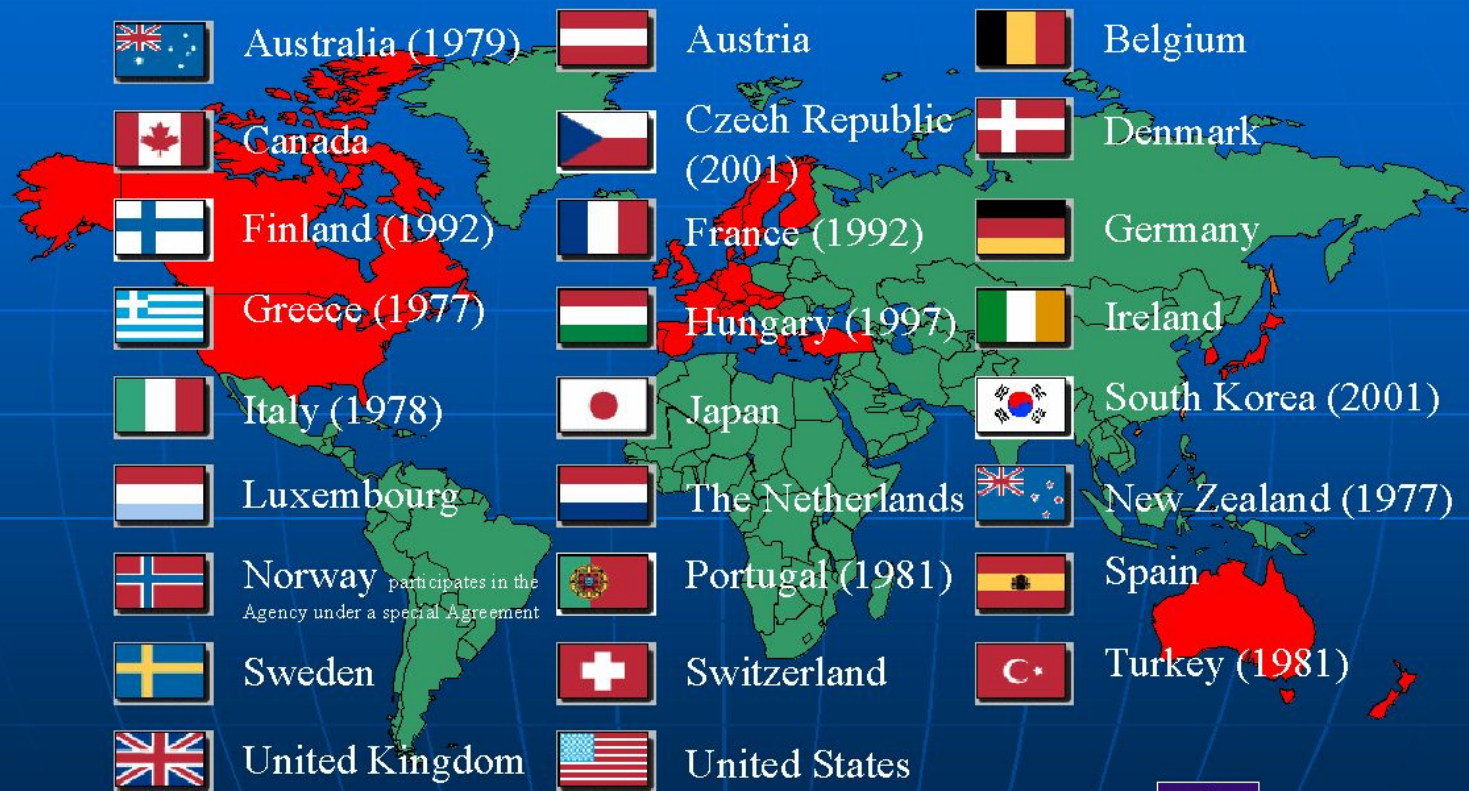 Australia (1979)
Austria
Belgium
Canada
Czech Republic
(2001)
Denmark
Finland (1992)
France (1992)
Germany
Greece (1977)
Hungary (1997)
Ireland
Italy (1978)
Japan
South Korea (2001)
Luxembourg
The Netherlands
New Zealand (1977)
Norway participates in the
Agency under a special Agreement
Portugal (1981)
Spain
Sweden
Switzerland
Turkey (1981)
United Kingdom
United States